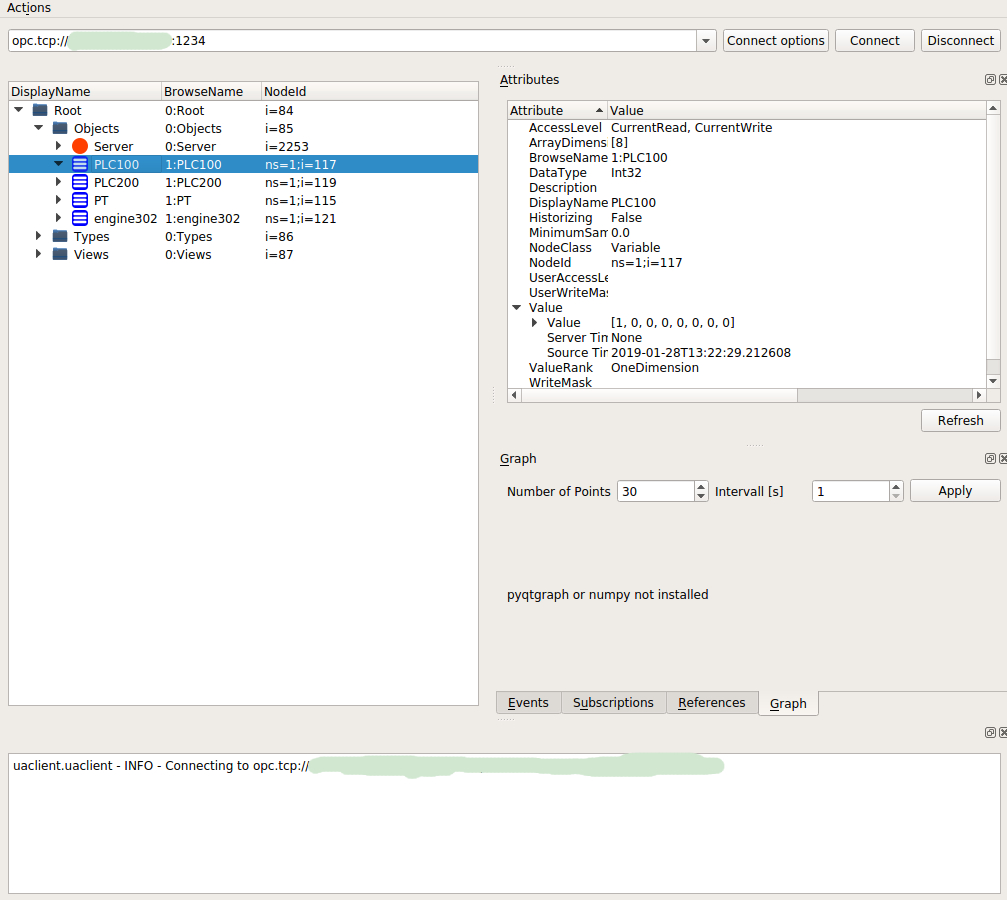 Actions
opc.tcp:// :1234
Connect options
Connect
Disconnect
DisplayName BrowseName NodeId
Root 0:Root i=84
Objects 0:Objects i=85
Server 0:Server i=2253
PLC100 1:PLC100 ns=1;i=117
PLC200 1:PLC200 ns=1;i=119
PT 1:PT ns=1;i=115
engine302 1:engine302 ns=1;i=121
Types 0:Types i=86
Views 0:Views i=87
Attributes
Attribute Value
AccessLevel CurrentRead, CurrentWrite
ArrayDimens [8]
BrowseName 1:PLC100
DataType Int32
Description
DisplayName PLC100
Historizing False
MinimumSam 0.0
NodeClass Variable
NodeId ns=1;i=117
UserAccessLe
UserWriteMas
Value
Value [1, 0, 0, 0, 0, 0, 0, 0]
Server Tim None
Source Tim 2019-01-28T13:22:29.212608
ValueRank OneDimension
WriteMask
Refresh
Graph
Number of Points 30 Intervall [s] 1 Apply
pyqtgraph or numpy not installed
Events Subscriptions References Graph
uaclient.uaclient - INFO - Connecting to opc.tcp://